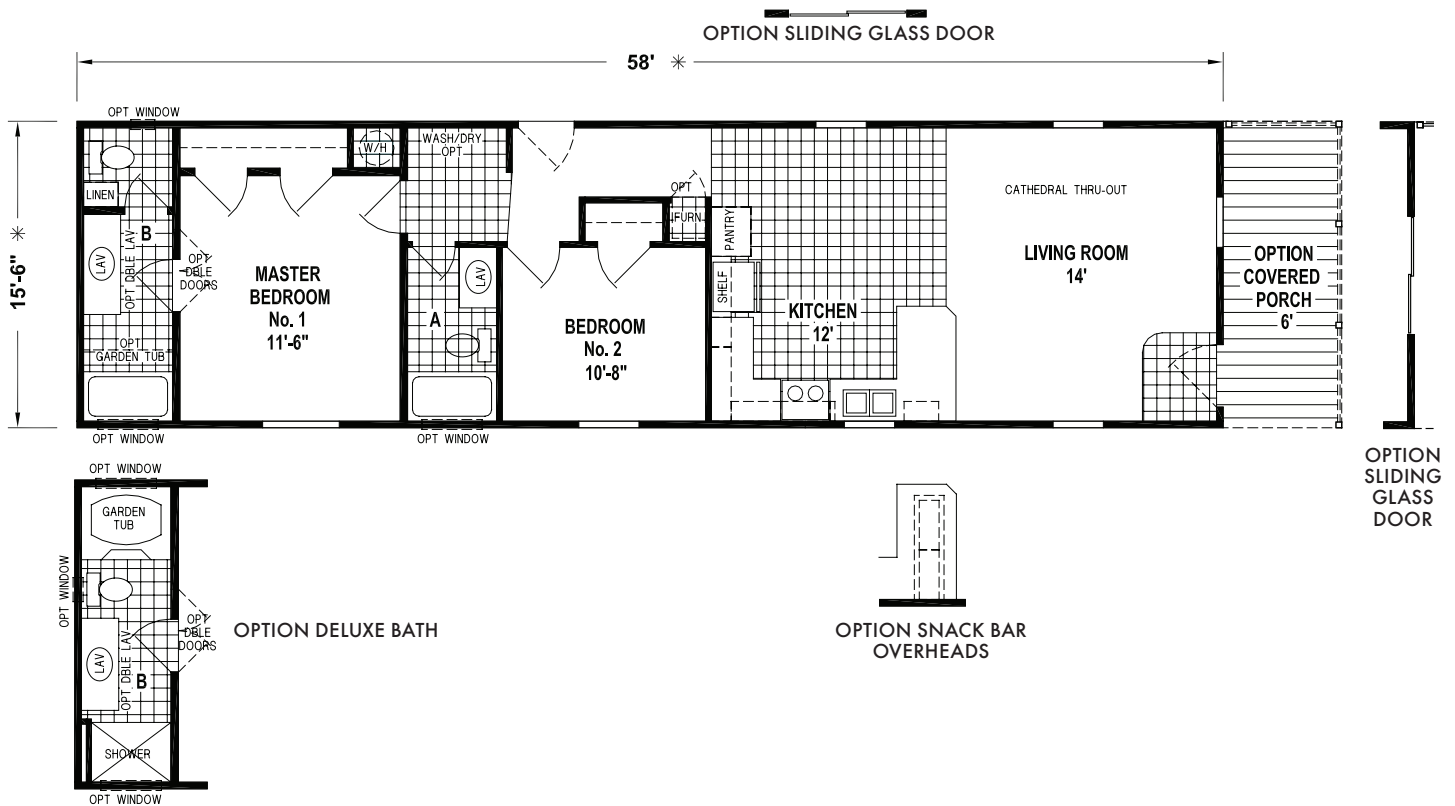 OPTION SLIDING GLASS DOOR
58' ✳
15'-6" ✳
OPT WINDOW
LINEN
B
LAV
OPT DBLE LAV
OPT
DBLE
DOORS
OPT
GARDEN TUB
OPT WINDOW
W/H
MASTER
BEDROOM
No. 1
11'-6"
WASH/DRY
OPT
A
LAV
OPT WINDOW
BEDROOM
No. 2
10'-8"
OPT
FURN
PANTRY
SHELF
KITCHEN
12'
CATHEDRAL THRU-OUT
LIVING ROOM
14'
OPTION
COVERED
PORCH
6'
OPTION
SLIDING
GLASS
DOOR
OPT WINDOW
GARDEN
TUB
OPT WINDOW
LAV
OPT DBLE LAV
B
OPT
DBLE
DOORS
SHOWER
OPT WINDOW
OPTION DELUXE BATH
OPTION SNACK BAR
OVERHEADS